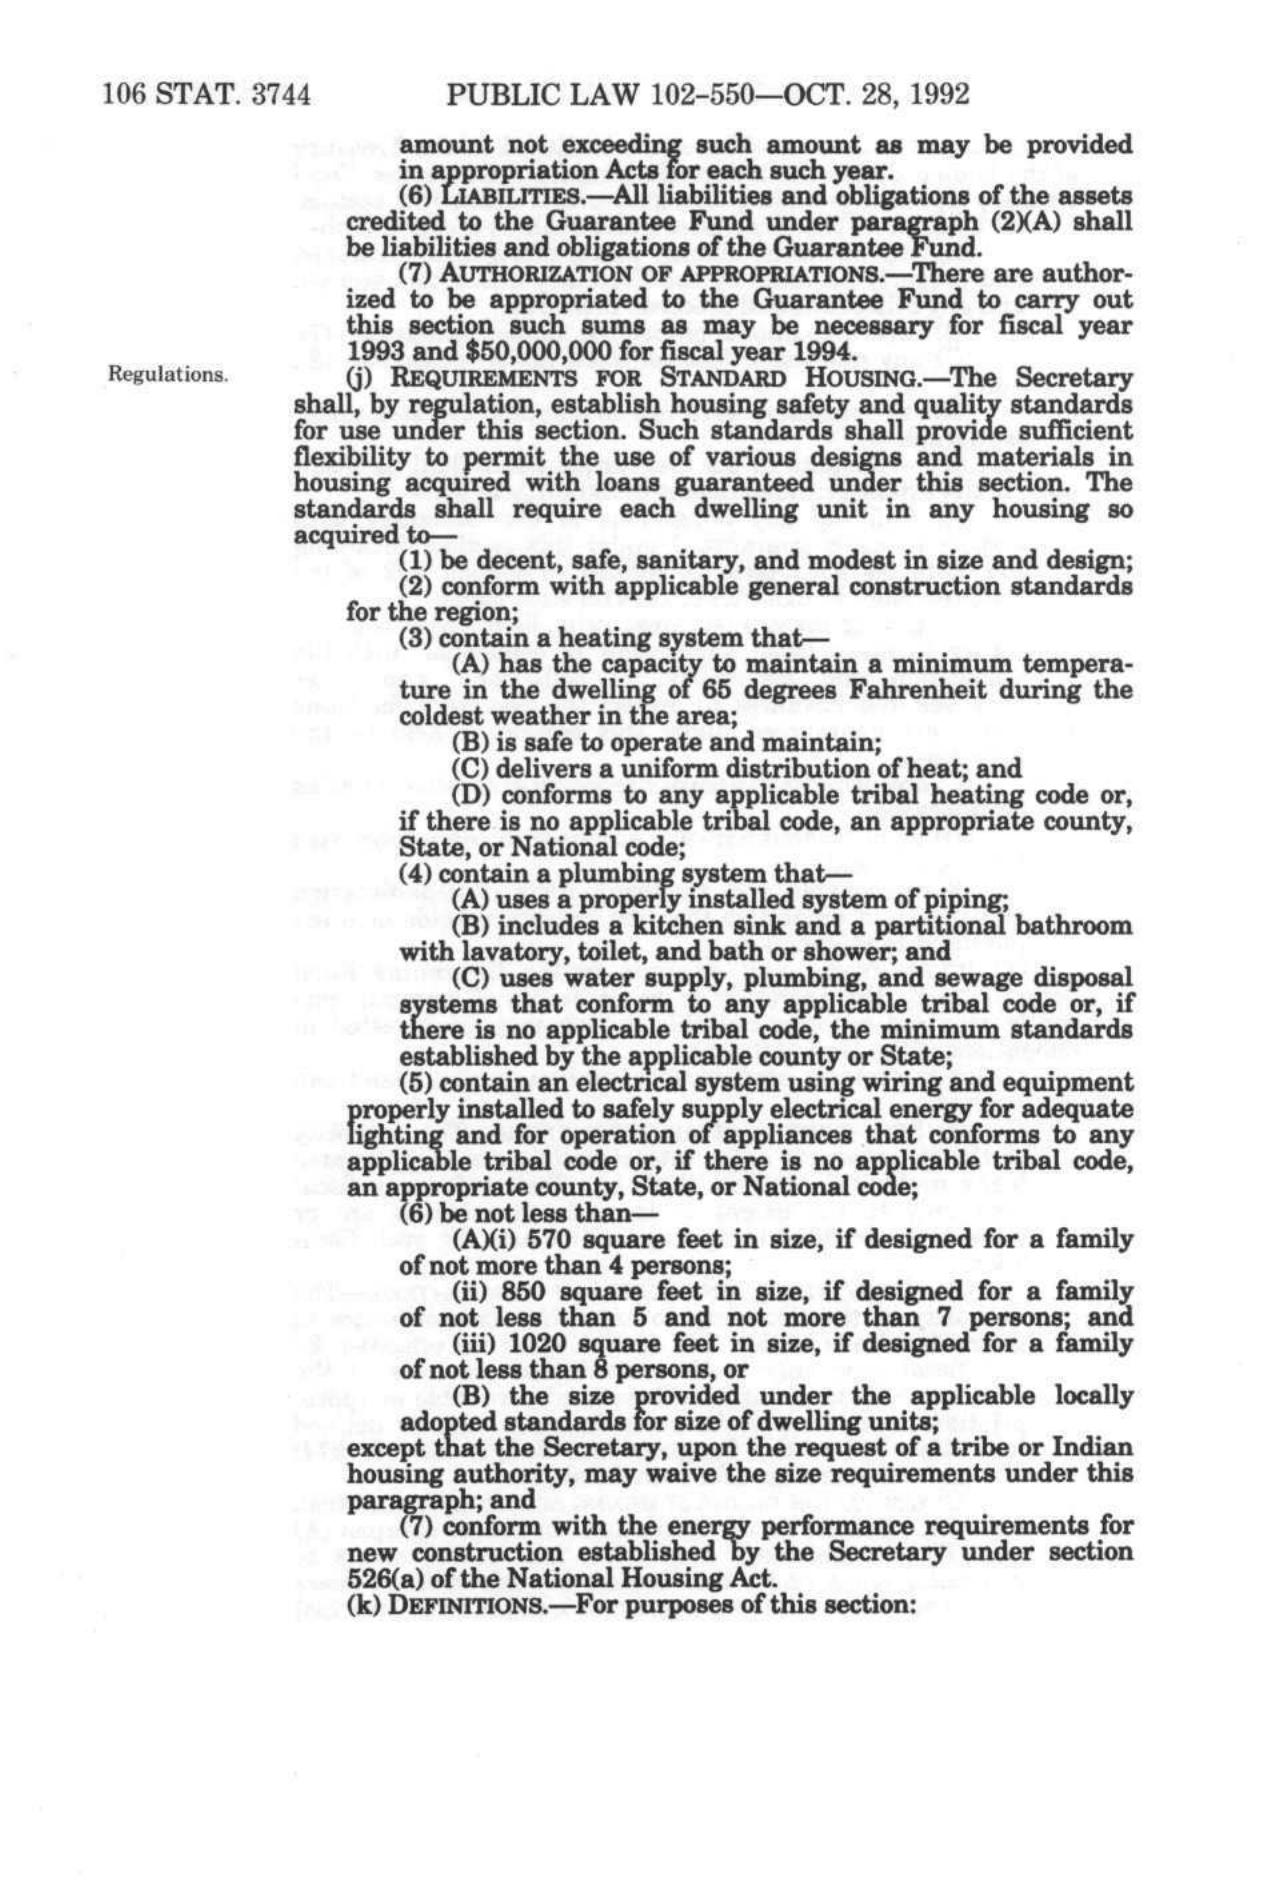 106 STAT. 3744 PUBLIC LAW 102-550—OCT. 28, 1992
amount not exceeding such amount as may be provided
in appropriation Acts for each such year.
(6) LIABILITIES.—All liabilities and obligations of the assets
credited to the Guarantee Fund under paragraph (2)(A) shall
be liabilities and obligations of the Guarantee Fund.
(7) AUTHORIZATION OF APPROPRIATIONS.—There are author-
ized to be appropriated to the Guarantee Fund to carry out
this section such sums as may be necessary for fiscal year
1993 and $50,000,000 for fiscal year 1994.
Regulations.
(j) REQUIREMENTS FOR STANDARD HOUSING.—The Secretary
shall, by regulation, establish housing safety and quality standards
for use under this section. Such standards shall provide sufficient
flexibility to permit the use of various designs and materials in
housing acquired with loans guaranteed under this section. The
standards shall require each dwelling unit in any housing so
acquired to—
(1) be decent, safe, sanitary, and modest in size and design;
(2) conform with applicable general construction standards
for the region;
(3) contain a heating system that—
(A) has the capacity to maintain a minimum tempera-
ture in the dwelling of 65 degrees Fahrenheit during the
coldest weather in the area;
(B) is safe to operate and maintain;
(C) delivers a uniform distribution of heat; and
(D) conforms to any applicable tribal heating code or,
if there is no applicable tribal code, an appropriate county,
State, or National code;
(4) contain a plumbing system that—
(A) uses a properly installed system of piping;
(B) includes a kitchen sink and a partitional bathroom
with lavatory, toilet, and bath or shower; and
(C) uses water supply, plumbing, and sewage disposal
systems that conform to any applicable tribal code or, if
there is no applicable tribal code, the minimum standards
established by the applicable county or State;
(5) contain an electrical system using wiring and equipment
properly installed to safely supply electrical energy for adequate
lighting and for operation of appliances that conforms to any
applicable tribal code or, if there is no applicable tribal code,
an appropriate county, State, or National code;
(6) be not less than—
(A)(i) 570 square feet in size, if designed for a family
of not more than 4 persons;
(ii) 850 square feet in size, if designed for a family
of not less than 5 and not more than 7 persons; and
(iii) 1020 square feet in size, if designed for a family
of not less than 8 persons, or
(B) the size provided under the applicable locally
adopted standards for size of dwelling units;
except that the Secretary, upon the request of a tribe or Indian
housing authority, may waive the size requirements under this
paragraph; and
(7) conform with the energy performance requirements for
new construction established by the Secretary under section
526(a) of the National Housing Act.
(k) DEFINITIONS.—For purposes of this section: